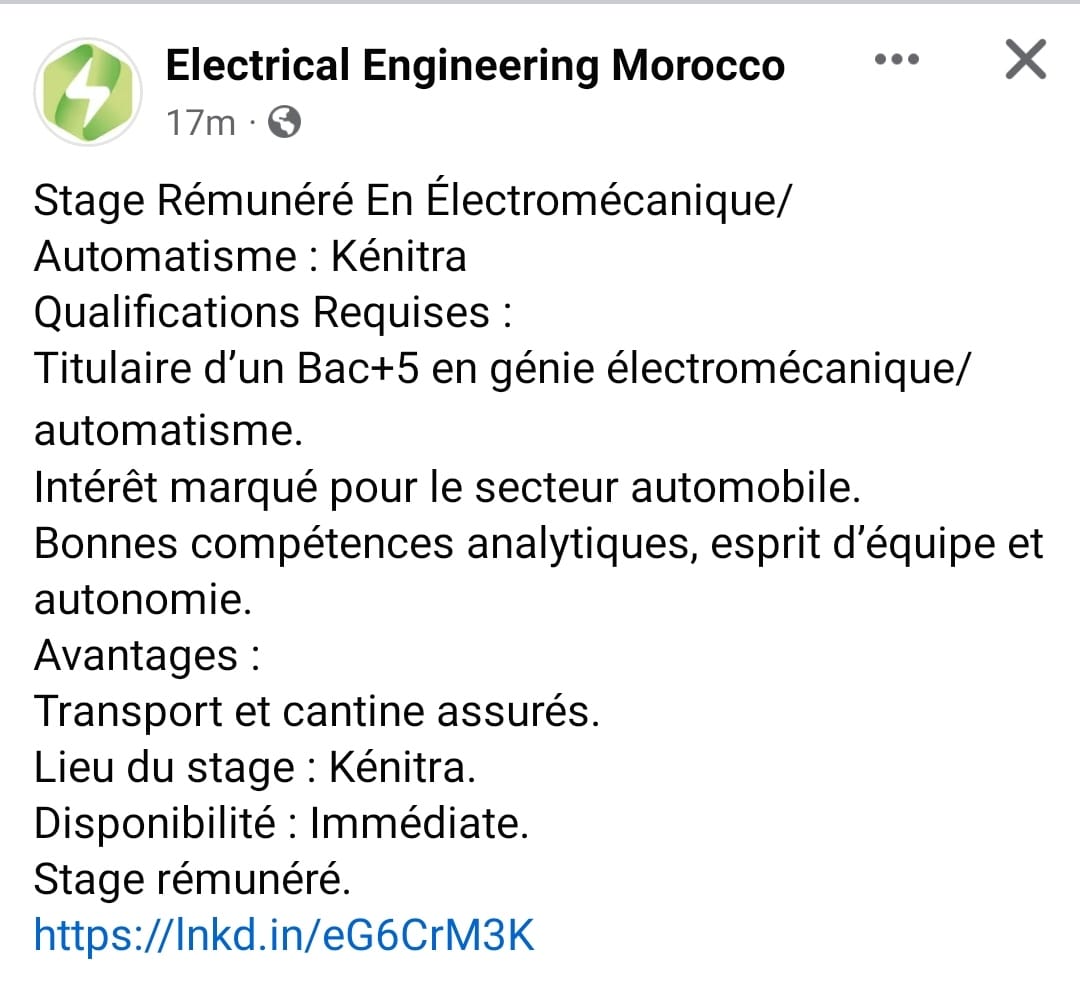 Electrical Engineering Morocco
17m ·
Stage Rémunéré En Électromécanique/
Automatisme : Kénitra
Qualifications Requises :
Titulaire d’un Bac+5 en génie électromécanique/
automatisme.
Intérêt marqué pour le secteur automobile.
Bonnes compétences analytiques, esprit d’équipe et
autonomie.
Avantages :
Transport et cantine assurés.
Lieu du stage : Kénitra.
Disponibilité : Immédiate.
Stage rémunéré.
https://lnkd.in/eG6CrM3K